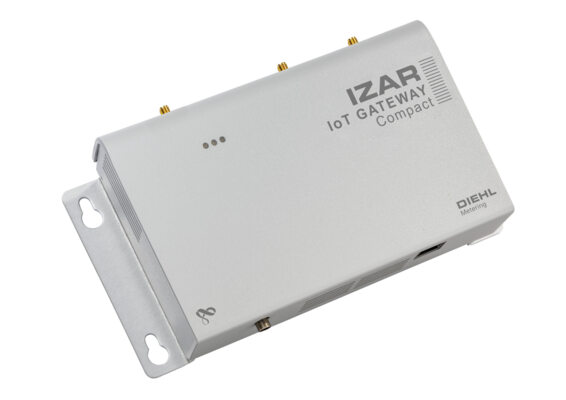 IZAR
IoT GATEWAY
Compact
DIEHL
Metering